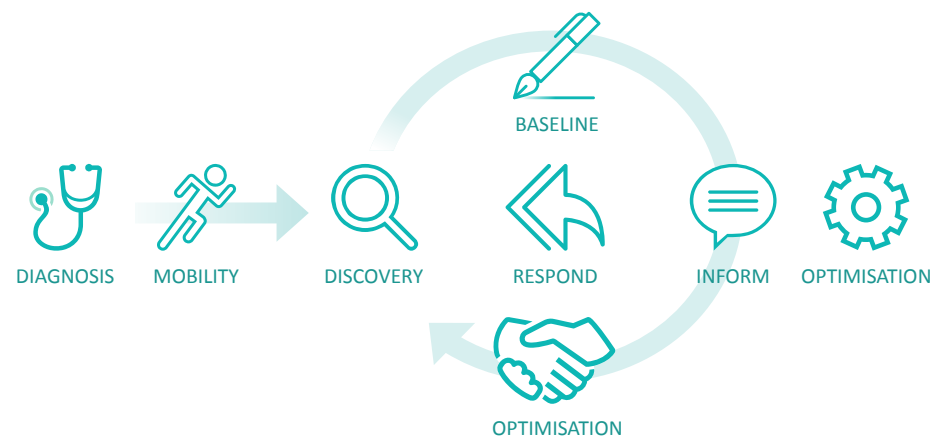 BASELINE
DIAGNOSIS
MOBILITY
DISCOVERY
RESPOND
INFORM
OPTIMISATION
OPTIMISATION